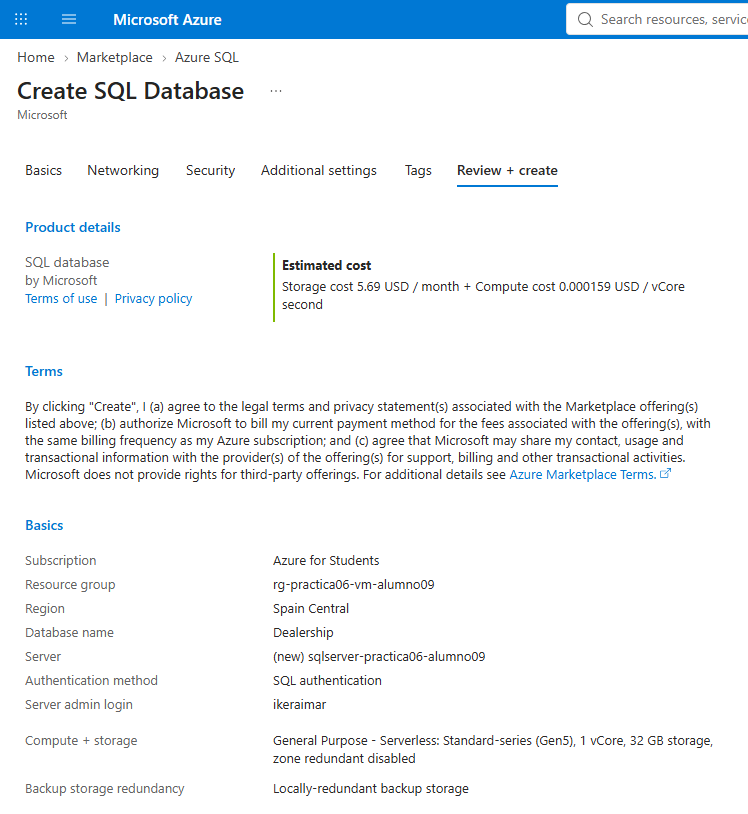 Microsoft Azure
Search resources, servic
Home > Marketplace > Azure SQL
Create SQL Database ...
Microsoft
Basics Networking Security Additional settings Tags Review + create
Product details
SQL database
by Microsoft
Terms of use | Privacy policy
Estimated cost
Storage cost 5.69 USD / month + Compute cost 0.000159 USD / vCore
second
Terms
By clicking "Create", I (a) agree to the legal terms and privacy statement(s) associated with the Marketplace offering(s)
listed above; (b) authorize Microsoft to bill my current payment method for the fees associated with the offering(s), with
the same billing frequency as my Azure subscription; and (c) agree that Microsoft may share my contact, usage and
transactional information with the provider(s) of the offering(s) for support, billing and other transactional activities.
Microsoft does not provide rights for third-party offerings. For additional details see Azure Marketplace Terms.
Basics
Subscription Azure for Students
Resource group rg-practica06-vm-alumno09
Region Spain Central
Database name Dealership
Server (new) sqlserver-practica06-alumno09
Authentication method SQL authentication
Server admin login ikeraimar
Compute + storage General Purpose - Serverless: Standard-series (Gen5), 1 vCore, 32 GB storage,
zone redundant disabled
Backup storage redundancy Locally-redundant backup storage